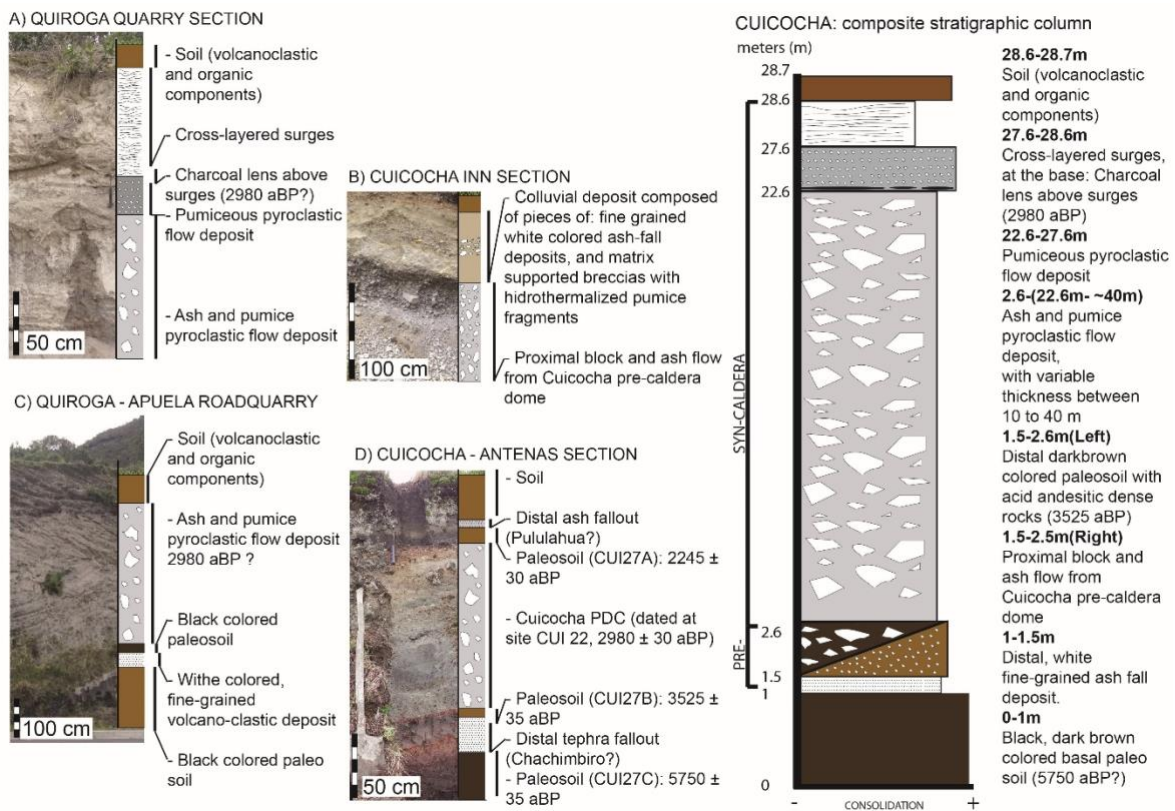 A) QUIROGA QUARRY SECTION
- Soil (volcanoclastic
and organic
components)
Cross-layered surges
Charcoal lens above
surges (2980 aBP?)
- Pumiceous pyroclastic
flow deposit
- Ash and pumice
pyroclastic flow deposit
50 cm
B) CUICOCHA INN SECTION
Colluvial deposit composed
of pieces of: fine grained
white colored ash-fall
deposits, and matrix
supported breccias with
hidrothermalized pumice
fragments
Proximal block and ash flow
from Cuicocha pre-caldera
dome
100 cm
C) QUIROGA - APUELA ROADQUARRY
Soil (volcanoclastic
and organic
components)
- Ash and pumice
pyroclastic flow deposit
2980 aBP ?
Black colored
paleosoil
Withe colored,
fine-grained
volcano-clastic deposit
- Black colored paleo
soil
100 cm
D) CUICOCHA - ANTENAS SECTION
- Soil
- Distal ash fallout
(Pululahua?)
- Paleosoil (CUI27A): 2245 ±
30 aBP
- Cuicocha PDC (dated at
site CUI 22, 2980 ± 30 aBP)
- Paleosoil (CUI27B): 3525 ±
35 aBP
- Distal tephra fallout
(Chachimbiro?)
- Paleosoil (CUI27C): 5750 ±
35 aBP
50 cm
CUICOCHA: composite stratigraphic column
meters (m)
28.7
28.6
27.6
22.6
2.6
1.5
1
0
SYN-CALDERA
PRE-
- CONSOLIDATION +
28.6-28.7m
Soil (volcanoclastic
and organic
components)
27.6-28.6m
Cross-layered surges,
at the base: Charcoal
lens above surges
(2980 aBP)
22.6-27.6m
Pumiceous pyroclastic
flow deposit
2.6-(22.6m- ~40m)
Ash and pumice
pyroclastic flow
deposit,
with variable
thickness between
10 to 40 m
1.5-2.6m(Left)
Distal darkbrown
colored paleosoil with
acid andesitic dense
rocks (3525 aBP)
1.5-2.5m(Right)
Proximal block and
ash flow from
Cuicocha pre-caldera
dome
1-1.5m
Distal, white
fine-grained ash fall
deposit.
0-1m
Black, dark brown
colored basal paleo
soil (5750 aBP?)